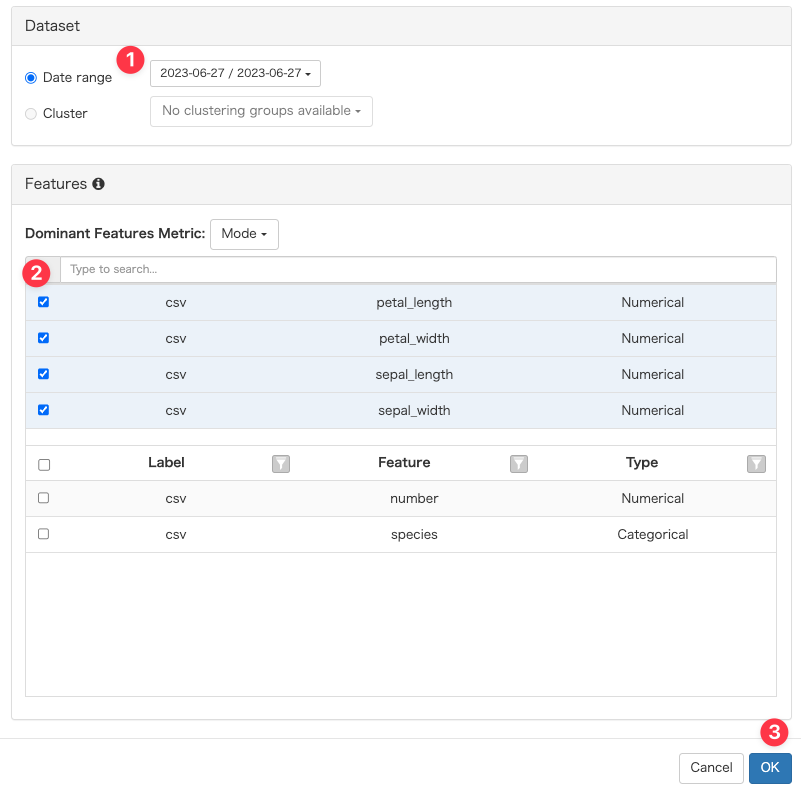 Dataset
1
Date range 2023-06-27 / 2023-06-27
Cluster No clustering groups available
Features
Dominant Features Metric: Mode
2 Type to search...
csv petal_length Numerical
csv petal_width Numerical
csv sepal_length Numerical
csv sepal_width Numerical
Label Feature Type
csv number Numerical
csv species Categorical
3
Cancel OK